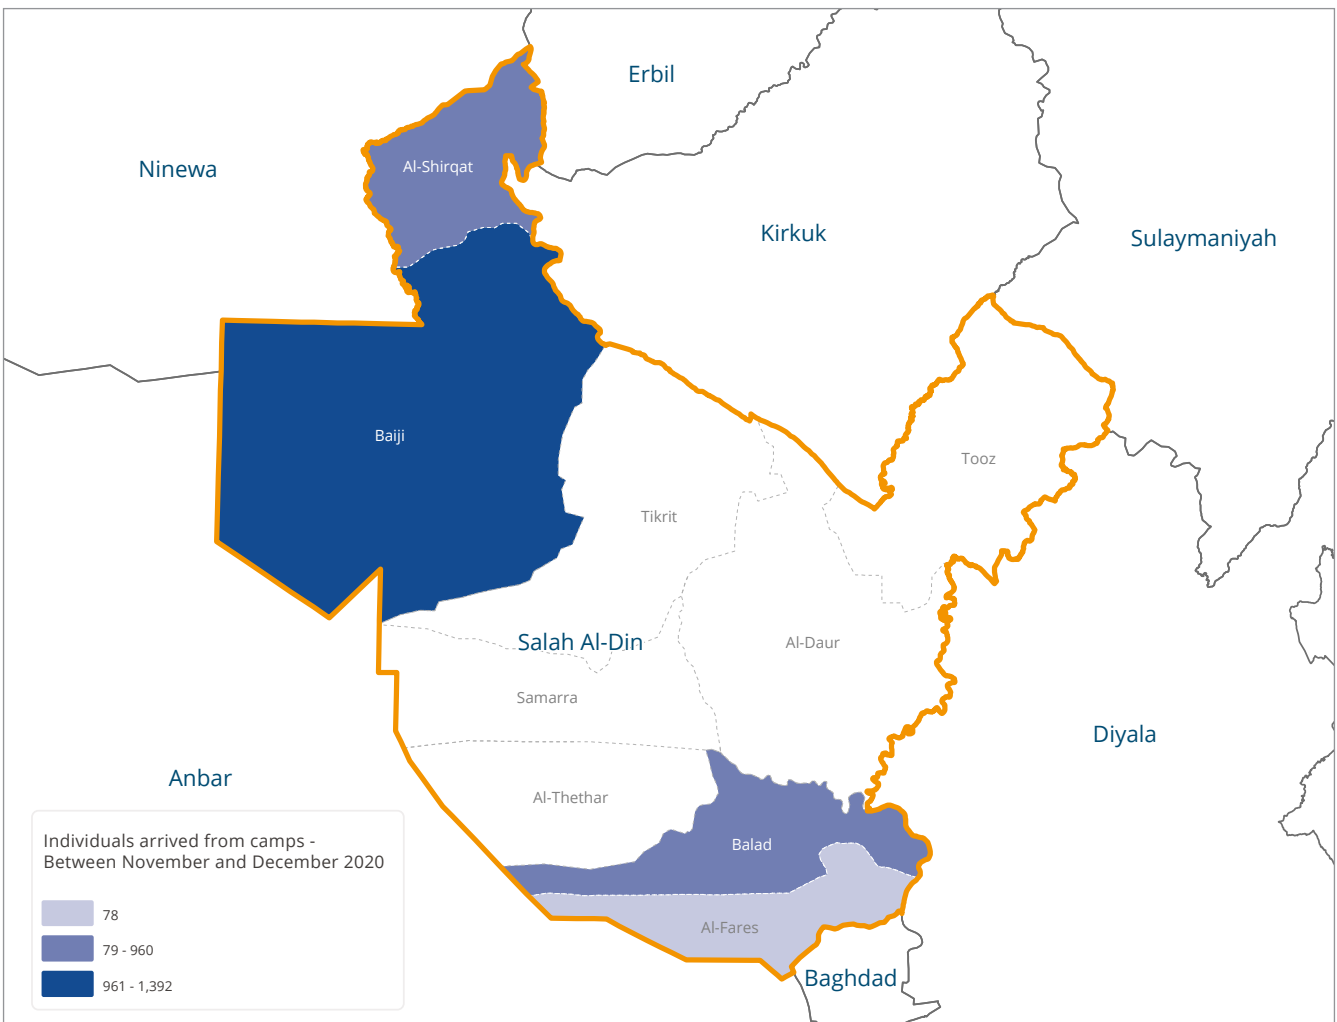 Erbil
Ninewa
Al-Shirqat
Kirkuk
Sulaymaniyah
Baiji
Tooz
Tikrit
Salah Al-Din
Al-Daur
Samarra
Diyala
Anbar
Al-Thethar
Balad
Al-Fares
Baghdad
Individuals arrived from camps -
Between November and December 2020
78
79 - 960
961 - 1,392